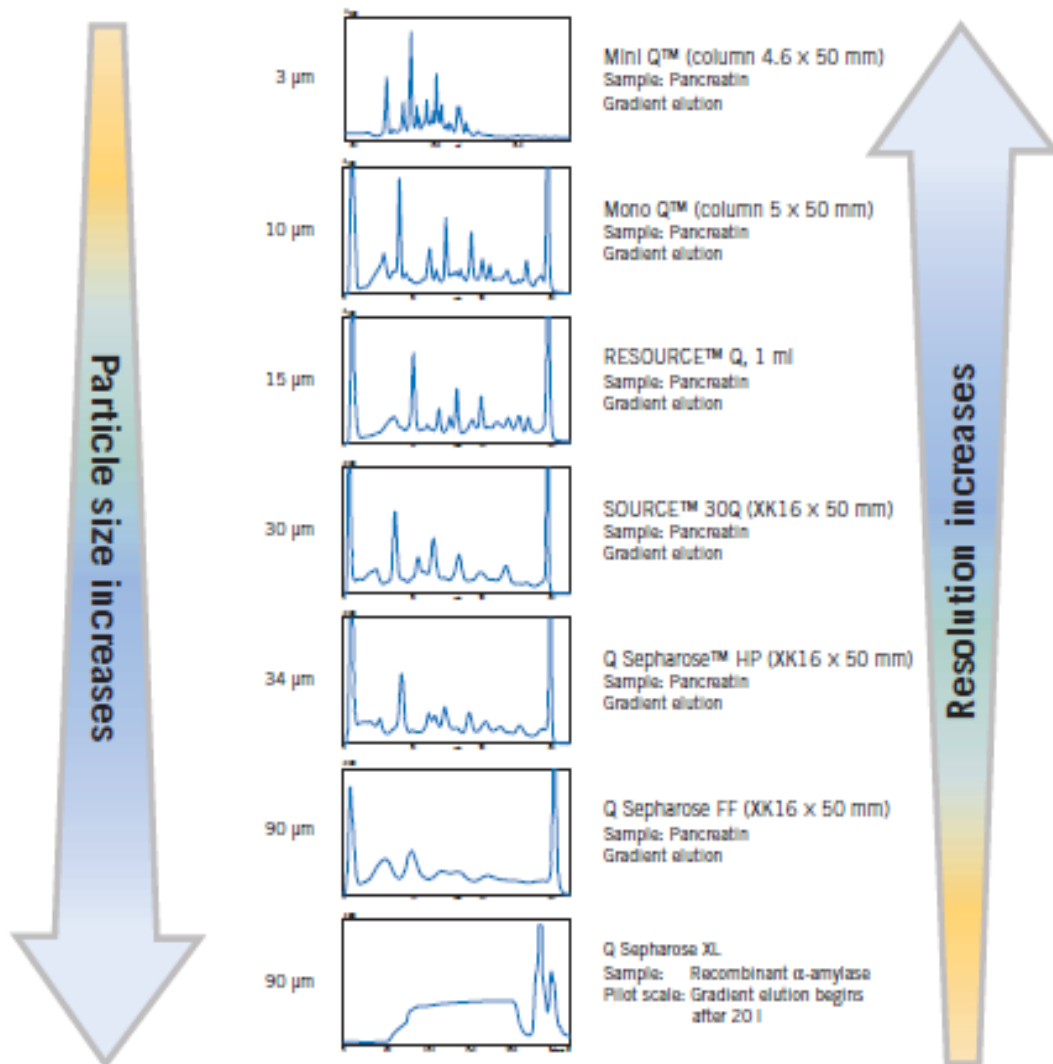 Particle size increases
3 µm
Mini Q™ (column 4.6 x 50 mm)
Sample: Pancreatin
Gradient elution
10 µm
Mono Q™ (column 5 x 50 mm)
Sample: Pancreatin
Gradient elution
15 µm
RESOURCE™ Q, 1 ml
Sample: Pancreatin
Gradient elution
30 µm
SOURCE™ 30Q (XK16 x 50 mm)
Sample: Pancreatin
Gradient elution
34 µm
Q Sepharose™ HP (XK16 x 50 mm)
Sample: Pancreatin
Gradient elution
90 µm
Q Sepharose FF (XK16 x 50 mm)
Sample: Pancreatin
Gradient elution
90 µm
Q Sepharose XL
Sample: Recombinant α-amylase
Pilot scale: Gradient elution begins
after 20 l
Resolution increases